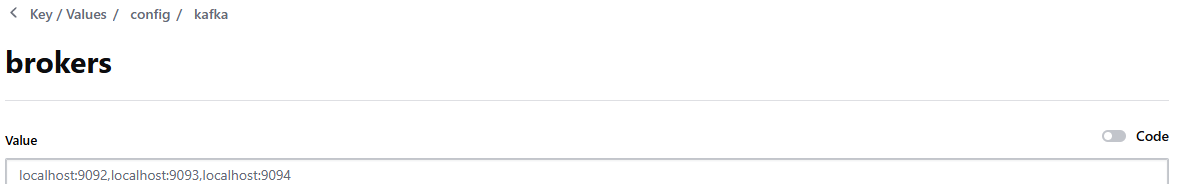 Key / Values / config / kafka
brokers
Value Code
localhost:9092,localhost:9093,localhost:9094